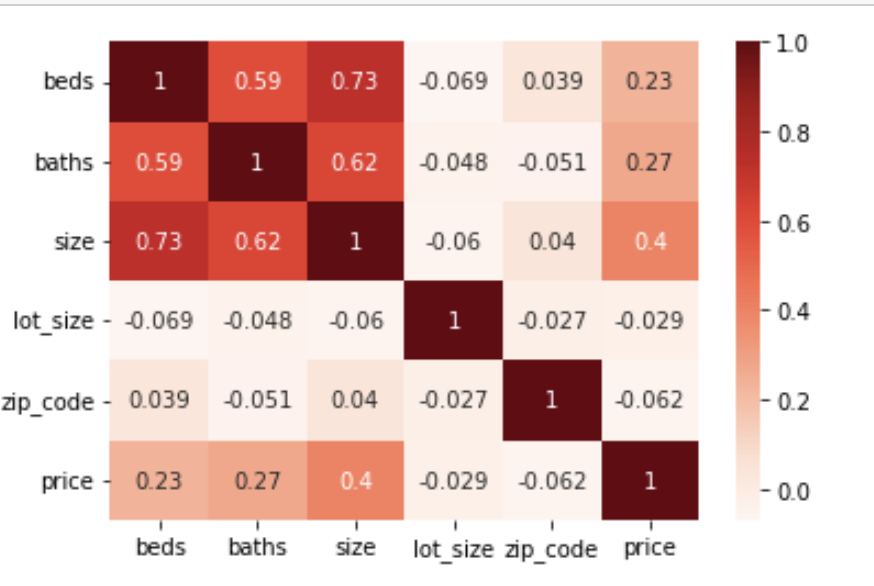 beds 1 0.59 0.73 -0.069 0.039 0.23
baths 0.59 1 0.62 -0.048 -0.051 0.27
size 0.73 0.62 1 -0.06 0.04 0.4
lot_size -0.069 -0.048 -0.06 1 -0.027 -0.029
zip_code 0.039 -0.051 0.04 -0.027 1 -0.062
price 0.23 0.27 0.4 -0.029 -0.062 1
beds baths size lot_size zip_code price
1.0
0.8
0.6
0.4
0.2
0.0